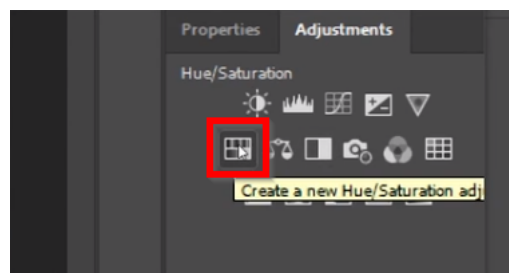 Properties Adjustments
Hue/Saturation
Create a new Hue/Saturation adj